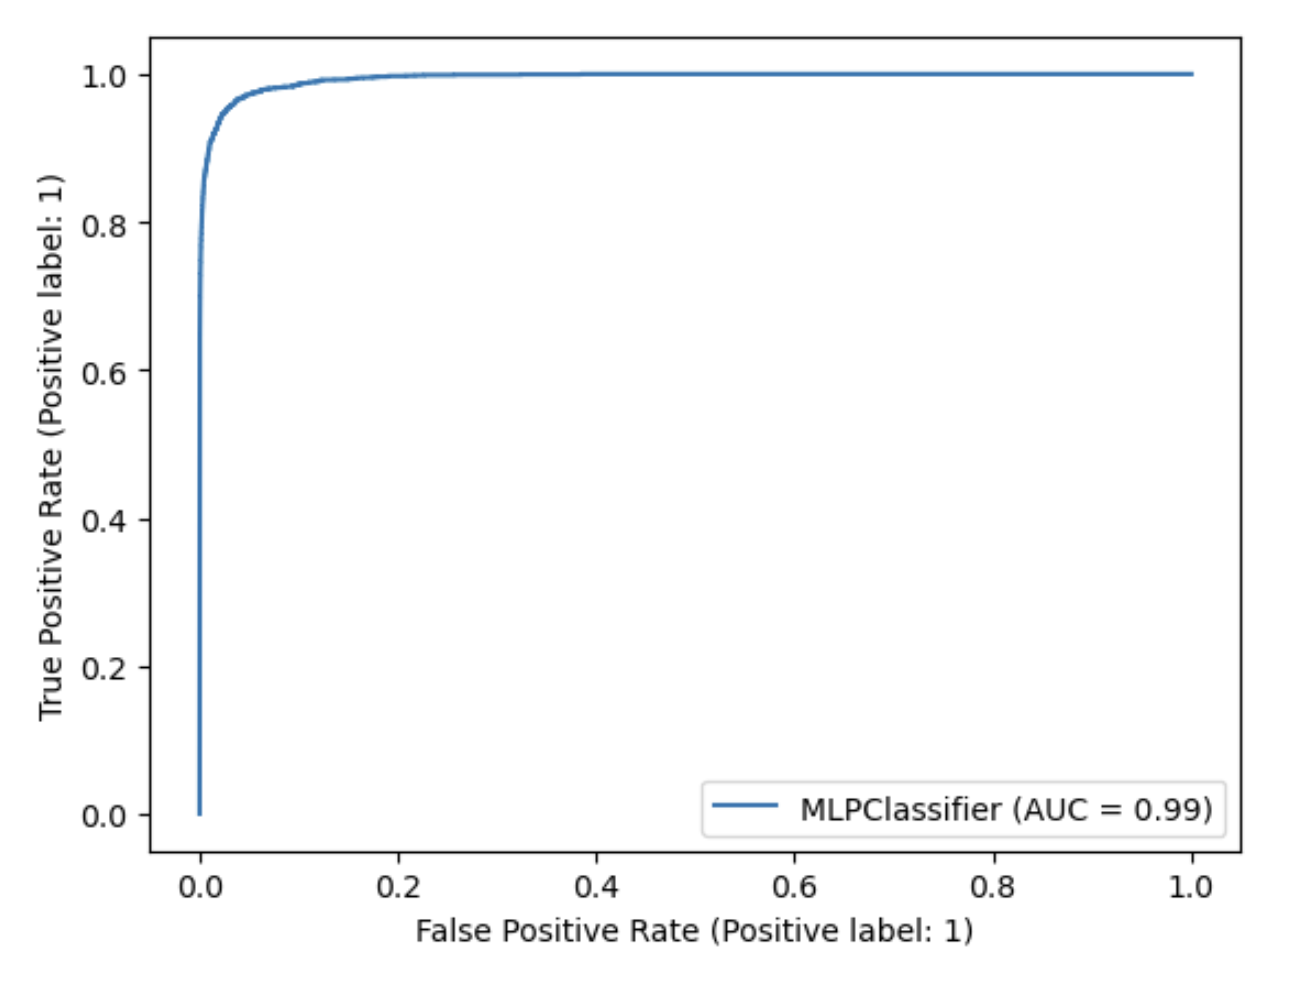 1.0
0.8
0.6
0.4
0.2
0.0
True Positive Rate (Positive label: 1)
MLPClassifier (AUC = 0.99)
0.0 0.2 0.4 0.6 0.8 1.0
False Positive Rate (Positive label: 1)